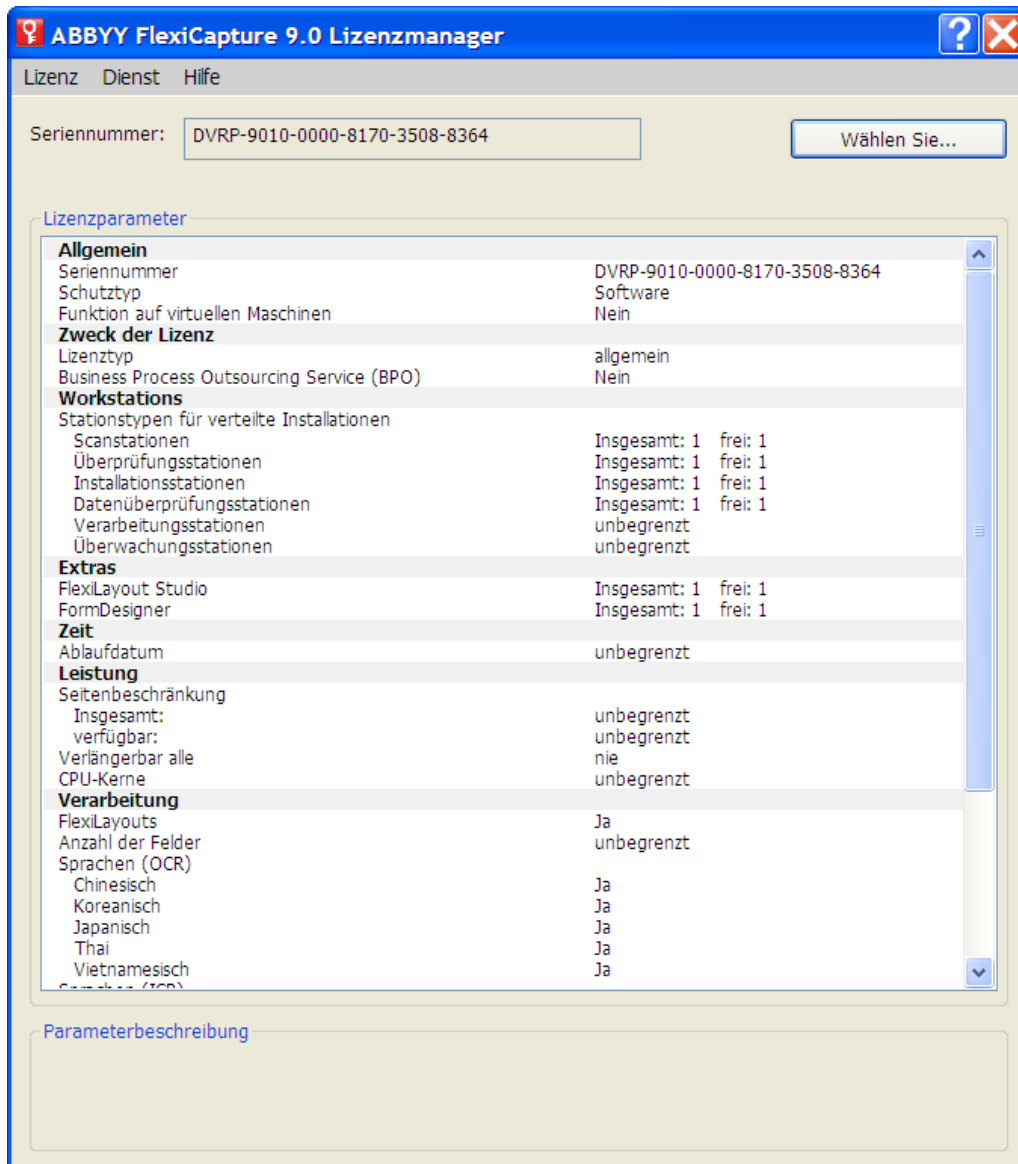 ABBYY FlexiCapture 9.0 Lizenzmanager
Lizenz Dienst Hilfe
Seriennummer: DVRP-9010-0000-8170-3508-8364 Wählen Sie...
Lizenzparameter
Allgemein
Seriennummer DVRP-9010-0000-8170-3508-8364
Schutztyp Software
Funktion auf virtuellen Maschinen Nein
Zweck der Lizenz
Lizenztyp allgemein
Business Process Outsourcing Service (BPO) Nein
Workstations
Stationstypen für verteilte Installationen
Scanstationen Insgesamt: 1 frei: 1
Überprüfungsstationen Insgesamt: 1 frei: 1
Installationsstationen Insgesamt: 1 frei: 1
Datenüberprüfungsstationen Insgesamt: 1 frei: 1
Verarbeitungsstationen unbegrenzt
Überwachungsstationen unbegrenzt
Extras
FlexiLayout Studio Insgesamt: 1 frei: 1
FormDesigner Insgesamt: 1 frei: 1
Zeit
Ablaufdatum unbegrenzt
Leistung
Seitenbeschränkung
Insgesamt: unbegrenzt
verfügbar: unbegrenzt
Verlängerbar alle nie
CPU-Kerne unbegrenzt
Verarbeitung
FlexiLayouts Ja
Anzahl der Felder unbegrenzt
Sprachen (OCR)
Chinesisch Ja
Koreanisch Ja
Japanisch Ja
Thai Ja
Vietnamesisch Ja
Sprachen (ICR)
Parameterbeschreibung